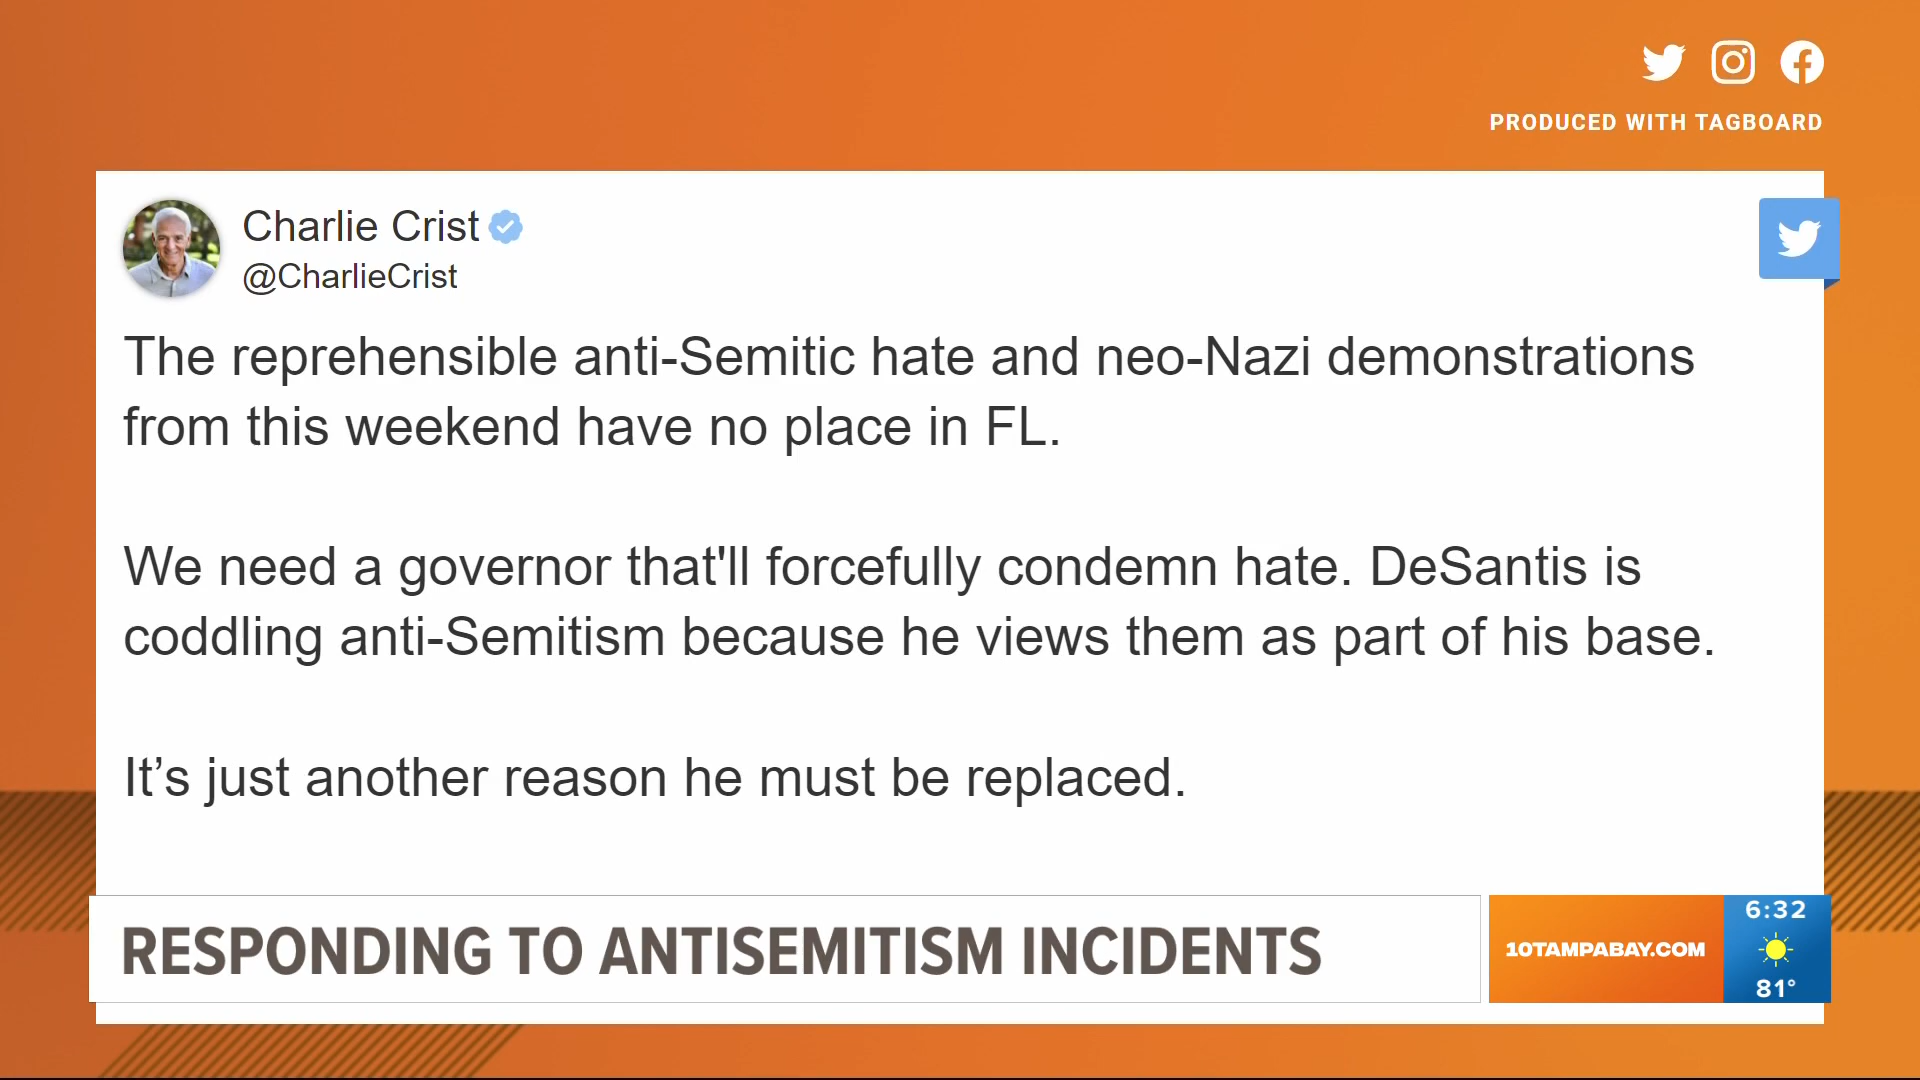 PRODUCED WITH TAGBOARD
Charlie Crist
@CharlieCrist
The reprehensible anti-Semitic hate and neo-Nazi demonstrations
from this weekend have no place in FL.
We need a governor that'll forcefully condemn hate. DeSantis is
coddling anti-Semitism because he views them as part of his base.
It’s just another reason he must be replaced.
RESPONDING TO ANTISEMITISM INCIDENTS
10TAMPABAY.COM
6:32
81°